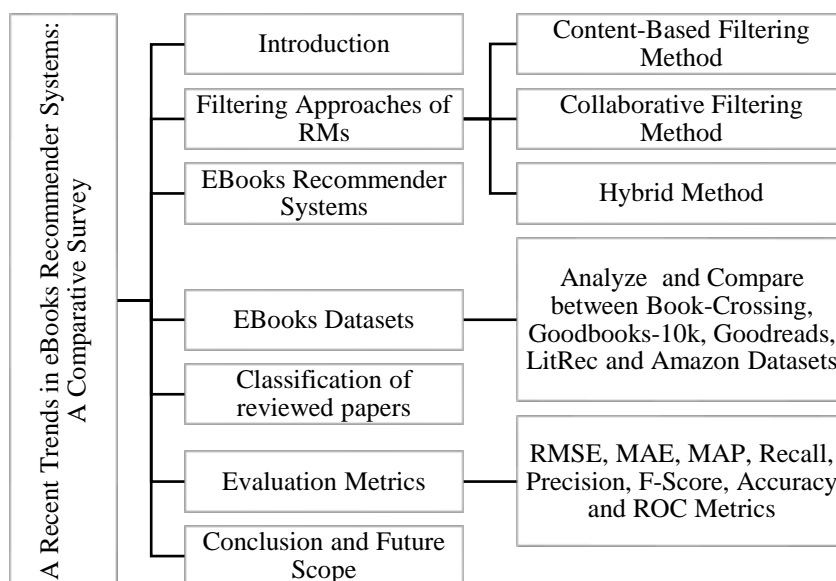 A Recent Trends in eBooks Recommender Systems:
A Comparative Survey
Introduction
Filtering Approaches of
RMs
Content-Based Filtering
Method
Collaborative Filtering
Method
Hybrid Method
EBooks Recommender
Systems
EBooks Datasets
Analyze and Compare
between Book-Crossing,
Goodbooks-10k, Goodreads,
LitRec and Amazon Datasets
Classification of
reviewed papers
Evaluation Metrics
RMSE, MAE, MAP, Recall,
Precision, F-Score, Accuracy
and ROC Metrics
Conclusion and Future
Scope